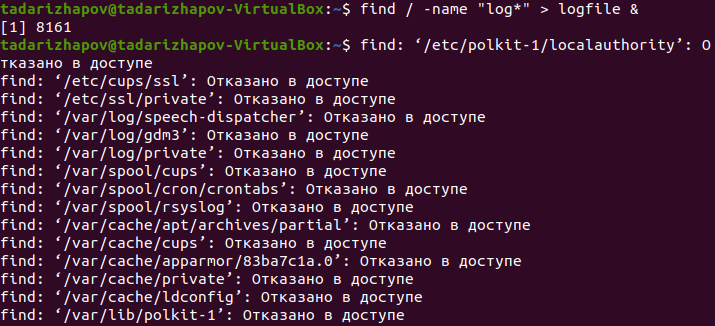 tadarizhapov@tadarizhapov-VirtualBox:~$ find / -name "log*" > logfile &
[1] 8161
tadarizhapov@tadarizhapov-VirtualBox:~$ find: ‘/etc/polkit-1/localauthority’: О
тказано в доступе
find: ‘/etc/cups/ssl’: Отказано в доступе
find: ‘/etc/ssl/private’: Отказано в доступе
find: ‘/var/log/speech-dispatcher’: Отказано в доступе
find: ‘/var/log/gdm3’: Отказано в доступе
find: ‘/var/log/private’: Отказано в доступе
find: ‘/var/spool/cups’: Отказано в доступе
find: ‘/var/spool/cron/crontabs’: Отказано в доступе
find: ‘/var/spool/rsyslog’: Отказано в доступе
find: ‘/var/cache/apt/archives/partial’: Отказано в доступе
find: ‘/var/cache/cups’: Отказано в доступе
find: ‘/var/cache/apparmor/83ba7c1a.0’: Отказано в доступе
find: ‘/var/cache/private’: Отказано в доступе
find: ‘/var/cache/ldconfig’: Отказано в доступе
find: ‘/var/lib/polkit-1’: Отказано в доступе